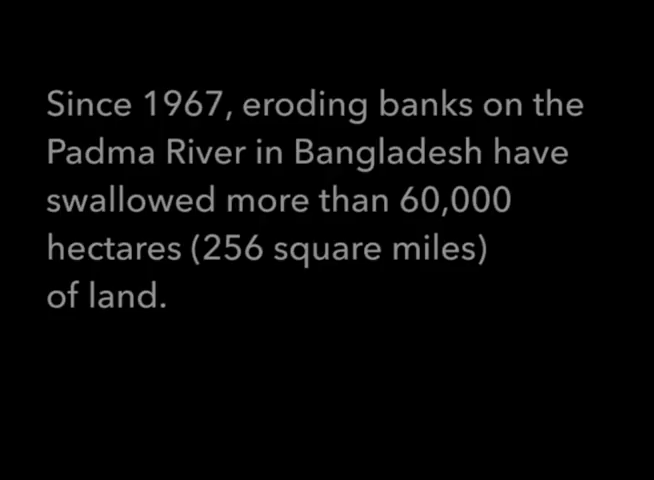 Since 1967, eroding banks on the
Padma River in Bangladesh have
swallowed more than 60,000
hectares (256 square miles)
of land.